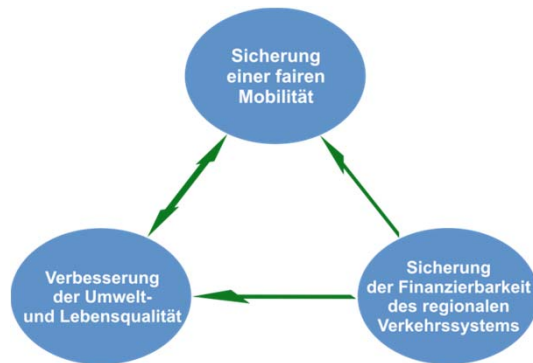 Sicherung
einer fairen
Mobilität
Verbesserung
der Umwelt-
und Lebensqualität
Sicherung
der Finanzierbarkeit
des regionalen
Verkehrssystems